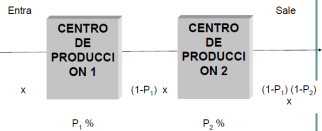 Entra
Sale
CENTRO
DE
PRODUCCI
ON 1
CENTRO
DE
PRODUCCI
ON 2
x
(1-P₁) x
(1-P₁) (1-P₂)
x
P₁ %
P₂ %